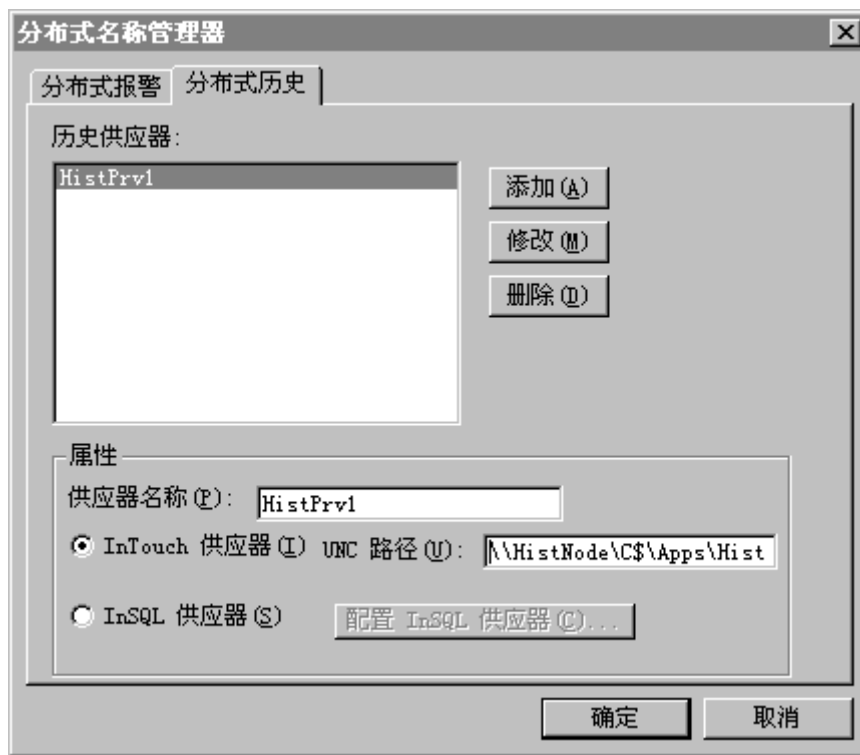 分布式名称管理器
分布式报警 分布式历史
历史供应器:
HistPrv1
添加(A)
修改(M)
删除(D)
属性
供应器名称(P): HistPrv1
InTouch 供应器(I) UNC 路径(U): \\HistNode\C$\Apps\Hist
InSQL 供应器(S) 配置 InSQL 供应器(C)...
确定 取消